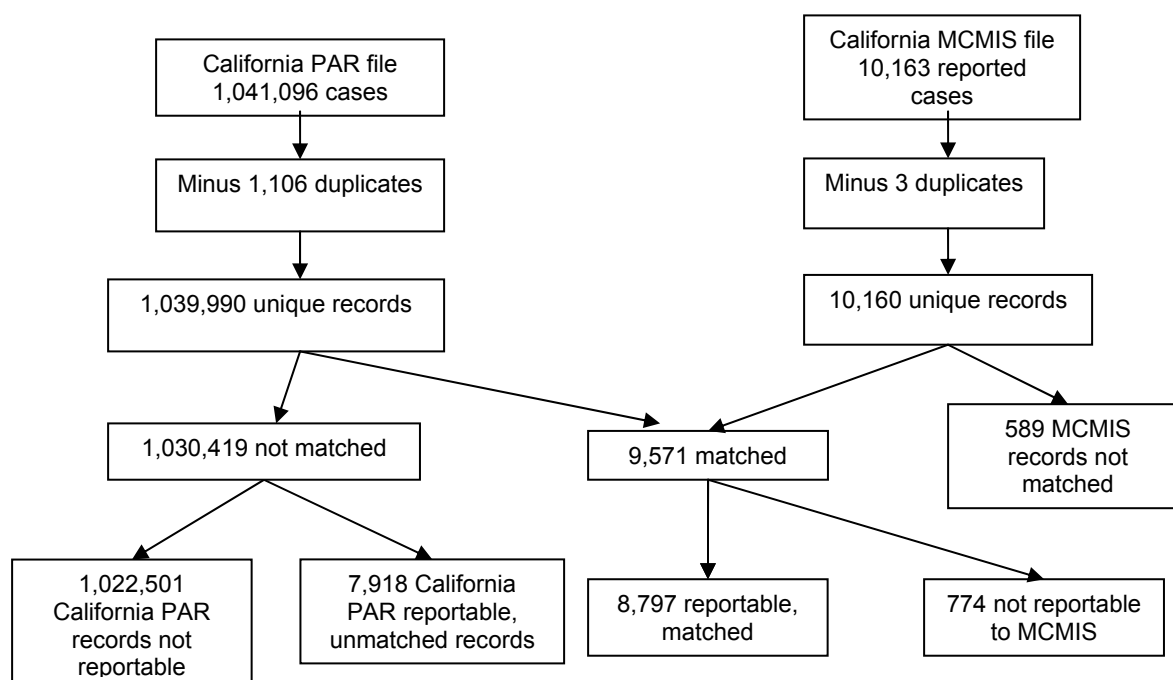 California PAR file
1,041,096 cases
California MCMIS file
10,163 reported
cases
Minus 1,106 duplicates
Minus 3 duplicates
1,039,990 unique records
10,160 unique records
1,030,419 not matched
9,571 matched
589 MCMIS
records not
matched
1,022,501
California PAR
records not
reportable
7,918 California
PAR reportable,
unmatched records
8,797 reportable,
matched
774 not reportable
to MCMIS